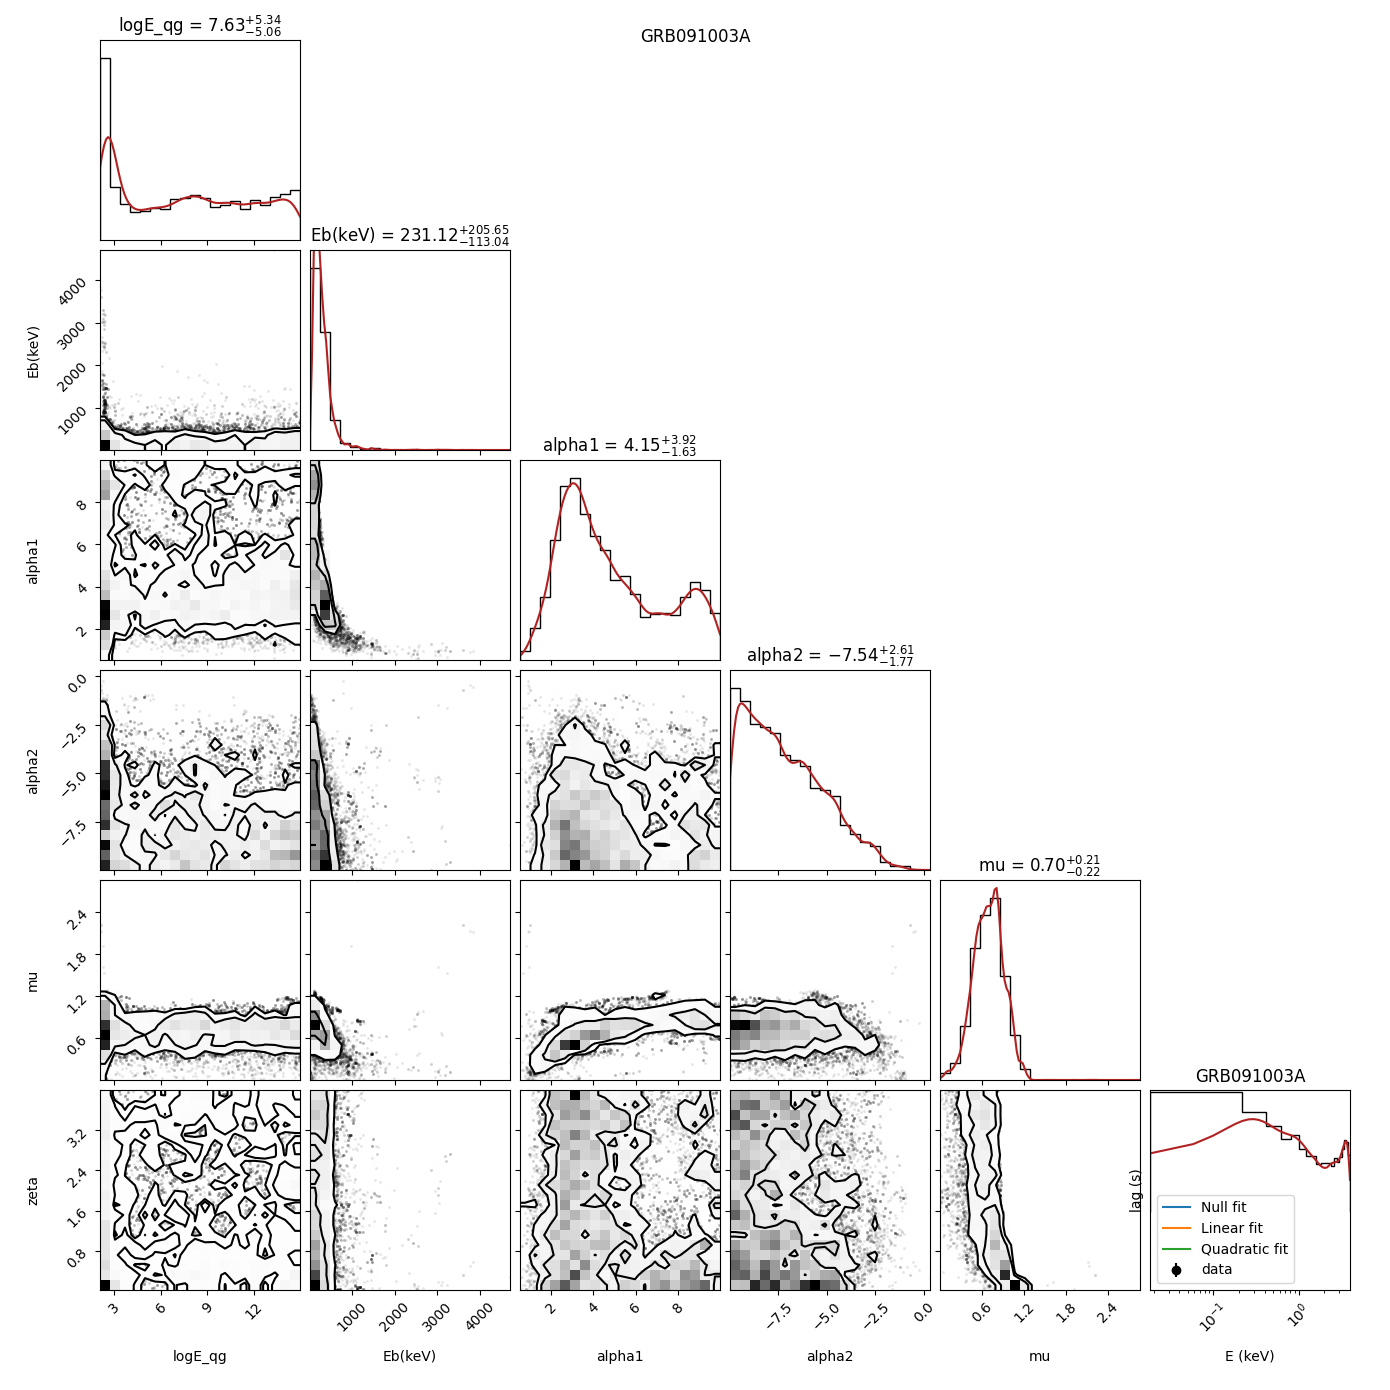 logE_qg = 7.63+5.34−5.06
GRB091003A
Eb(keV) = 231.12+205.65−113.04
Eb(keV)
4000
3000
2000
1000
alpha1 = 4.15+3.92−1.63
alpha1
8
6
4
2
alpha2 = −7.54+2.61−1.77
alpha2
0.0
−2.5
−5.0
−7.5
mu = 0.70+0.21−0.22
mu
2.4
1.8
1.2
0.6
GRB091003A
zeta
3.2
2.4
1.6
0.8
lag (s)
Null fit
Linear fit
Quadratic fit
data
3 6 9 12
1000 2000 3000 4000
2 4 6 8
−7.5 −5.0 −2.5 0.0
0.6 1.2 1.8 2.4
10−1 100
logE_qg
Eb(keV)
alpha1
alpha2
mu
E (keV)